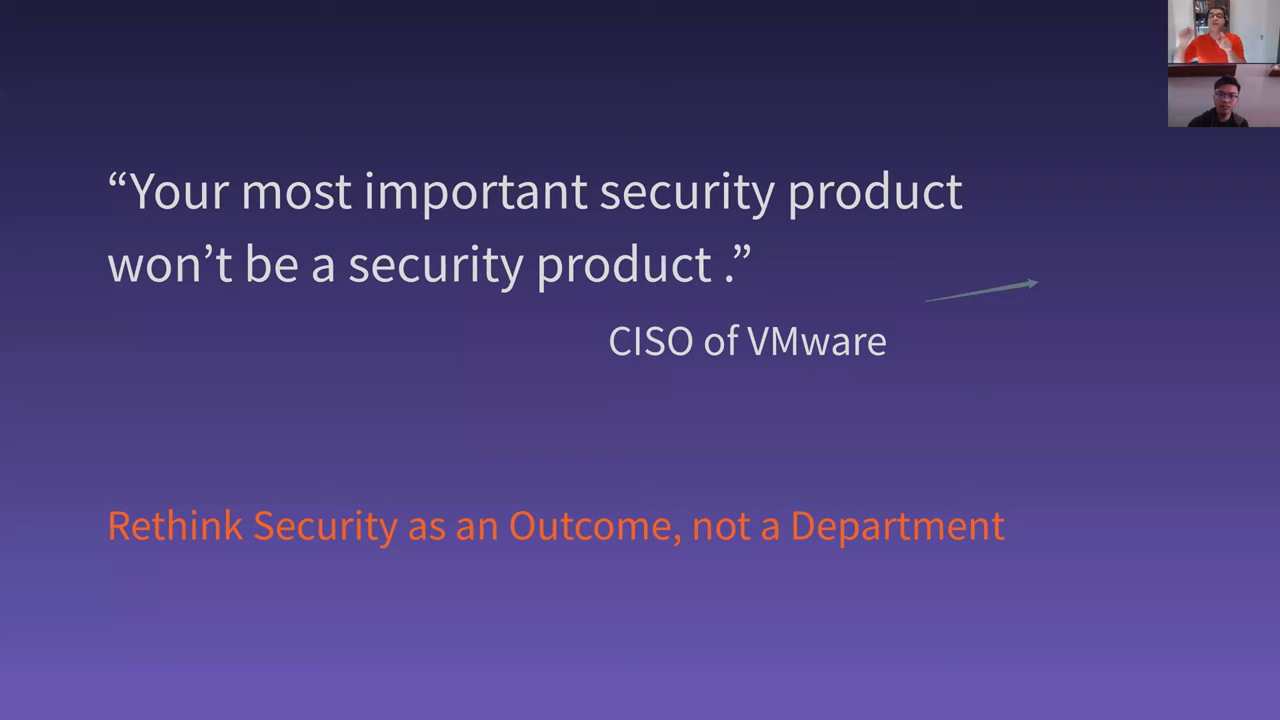 “Your most important security product
won’t be a security product .”
CISO of VMware
Rethink Security as an Outcome, not a Department